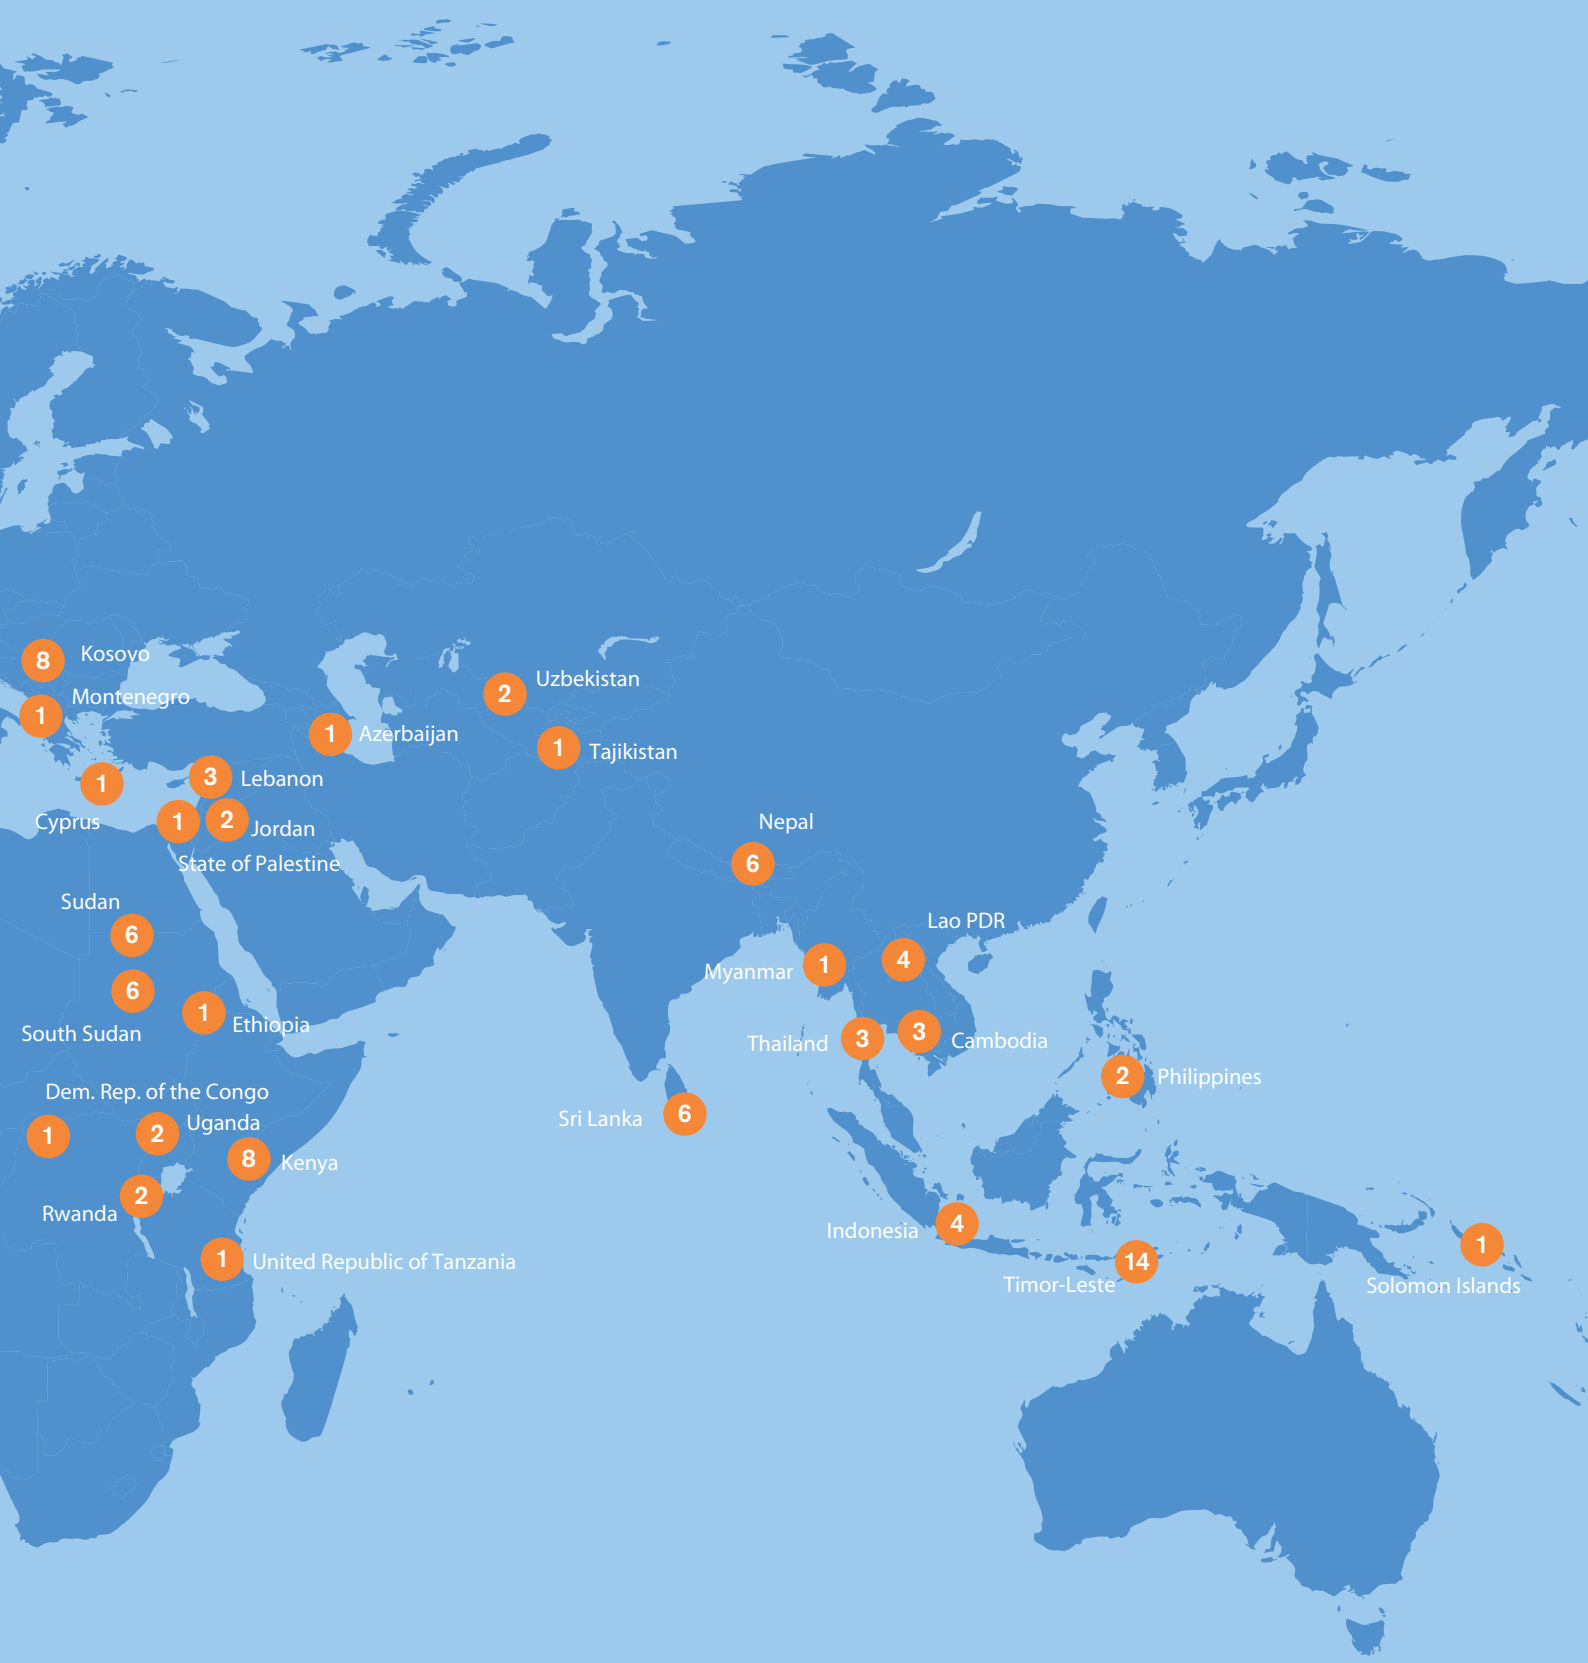 8 Kosovo
Montenegro
1
2 Uzbekistan
1 Azerbaijan
1 Tajikistan
1
Cyprus
3 Lebanon
1
2 Jordan
State of Palestine
Nepal
6
Sudan
6
6
South Sudan
1 Ethiopia
Lao PDR
4
Myanmar 1
Thailand 3
3 Cambodia
2 Philippines
Dem. Rep. of the Congo
1
2 Uganda
8 Kenya
Rwanda 2
1 United Republic of Tanzania
Sri Lanka 6
Indonesia 4
14
Timor-Leste
1
Solomon Islands